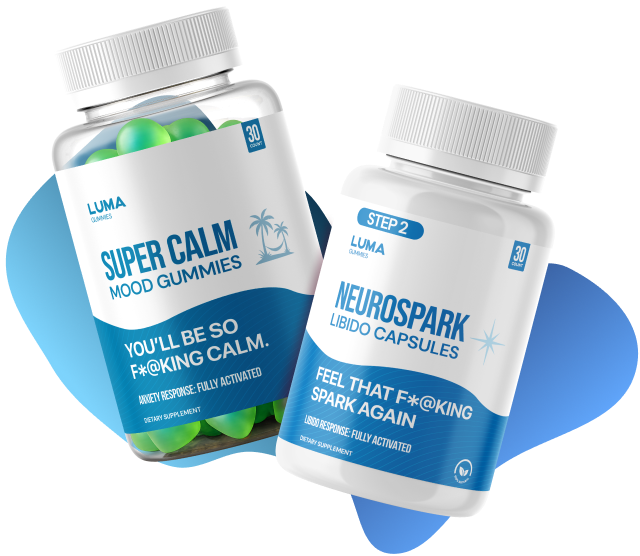 30
COUNT
LUMA
GUMMIES
SUPER CALM
MOOD GUMMIES
YOU'LL BE SO
F*@KING CALM.
ANXIETY RESPONSE: FULLY ACTIVATED
DIETARY SUPPLEMENT
STEP 2
LUMA
GUMMIES
30
COUNT
NEUROSPARK
LIBIDO CAPSULES
FEEL THAT F*@KING
SPARK AGAIN
LIBIDO RESPONSE: FULLY ACTIVATED
DIETARY SUPPLEMENT